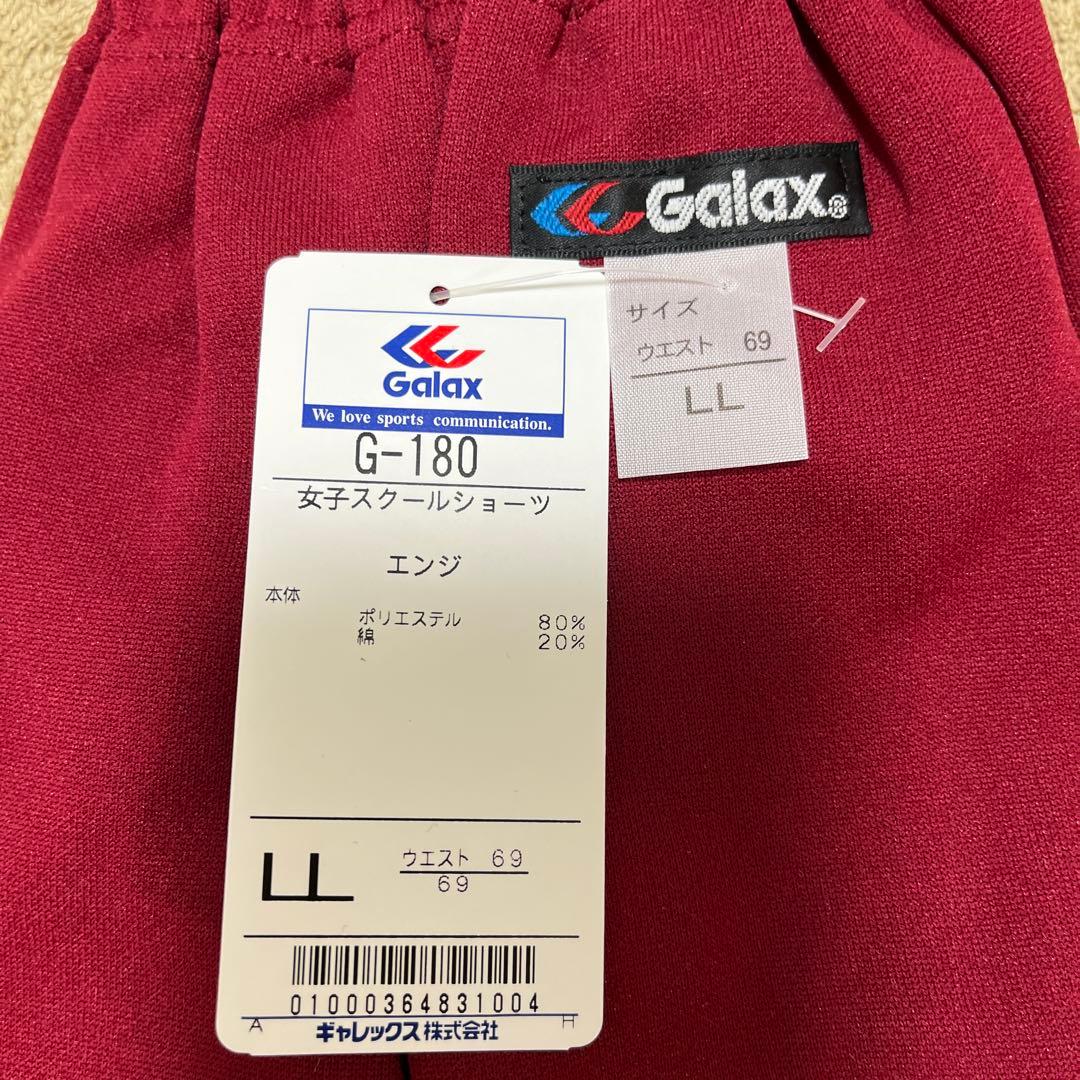 Galax®
サイズ
ウエスト 69
LL
Galax
We love sports communication.
G-180
女子スクールショーツ
エンジ
本体
ポリエステル 80%
綿 20%
LL
ウエスト 69
69
01000364831004
A H
ギャレックス株式会社